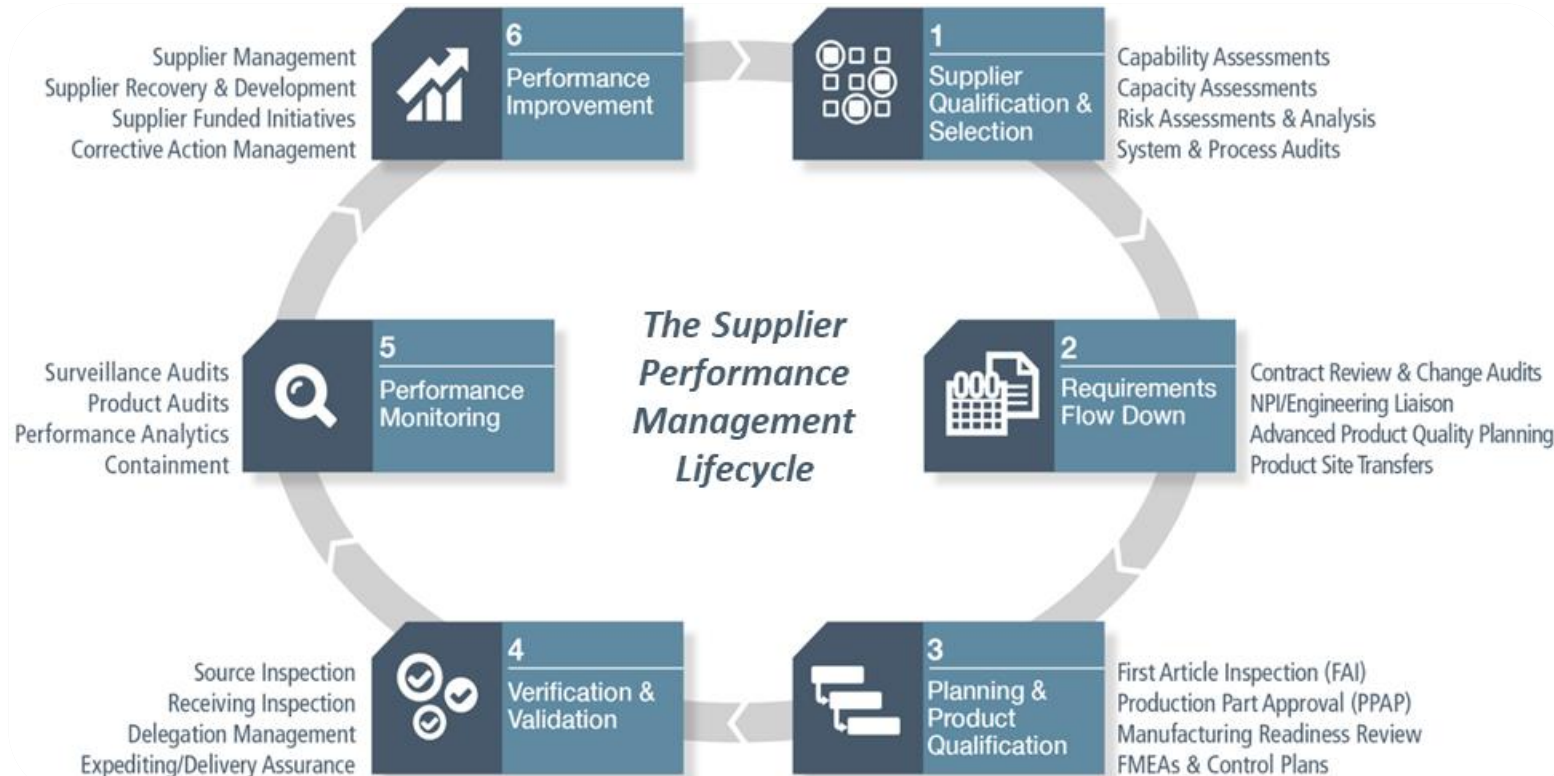 6
Performance
Improvement
Supplier Management
Supplier Recovery & Development
Supplier Funded Initiatives
Corrective Action Management
1
Supplier
Qualification &
Selection
Capability Assessments
Capacity Assessments
Risk Assessments & Analysis
System & Process Audits
The Supplier
Performance
Management
Lifecycle
5
Performance
Monitoring
Surveillance Audits
Product Audits
Performance Analytics
Containment
2
Requirements
Flow Down
Contract Review & Change Audits
NPI/Engineering Liaison
Advanced Product Quality Planning
Product Site Transfers
4
Verification &
Validation
Source Inspection
Receiving Inspection
Delegation Management
Expediting/Delivery Assurance
3
Planning &
Product
Qualification
First Article Inspection (FAI)
Production Part Approval (PPAP)
Manufacturing Readiness Review
FMEAs & Control Plans